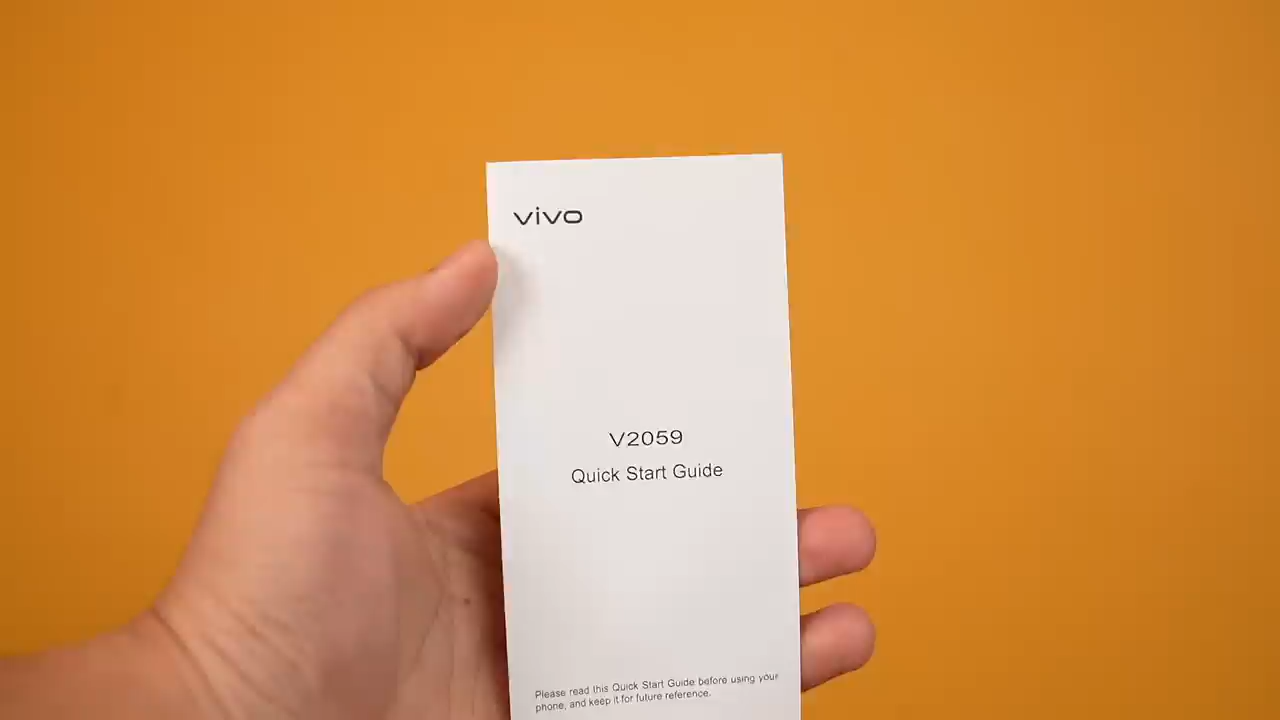 vivo
V2059
Quick Start Guide
Please read this Quick Start Guide before using your
phone, and keep it for future reference.